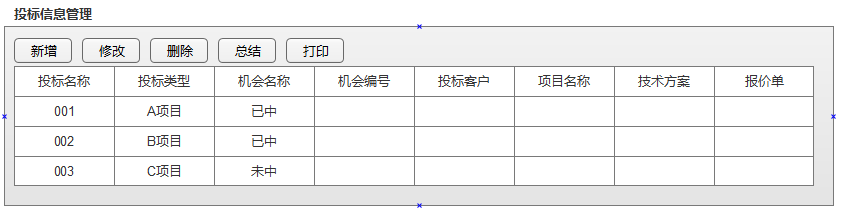 投标信息管理
新增 修改 删除 总结 打印
投标名称 投标类型 机会名称 机会编号 投标客户 项目名称 技术方案 报价单
001 A项目 已中
002 B项目 已中
003 C项目 未中